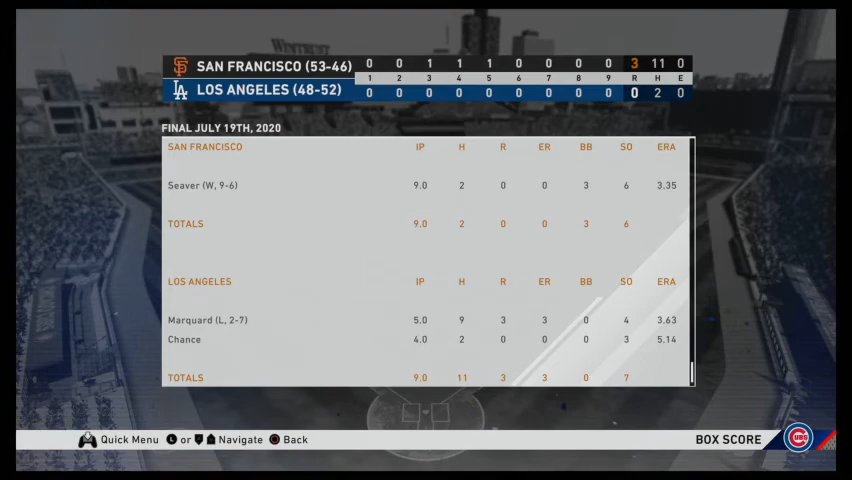 WINTRUST
SAN FRANCISCO (53-46) 0 0 1 1 1 0 0 0 0 3 11 0
1 2 3 4 5 6 7 8 9 R H E
LOS ANGELES (48-52) 0 0 0 0 0 0 0 0 0 0 2 0
FINAL JULY 19TH, 2020
SAN FRANCISCO IP H R ER BB SO ERA
Seaver (W, 9-6) 9.0 2 0 0 3 6 3.35
TOTALS 9.0 2 0 0 3 6
LOS ANGELES IP H R ER BB SO ERA
Marquard (L, 2-7) 5.0 9 3 3 0 4 3.63
Chance 4.0 2 0 0 0 3 5.14
TOTALS 9.0 11 3 3 0 7
Quick Menu L or Navigate Back BOX SCORE CUBS